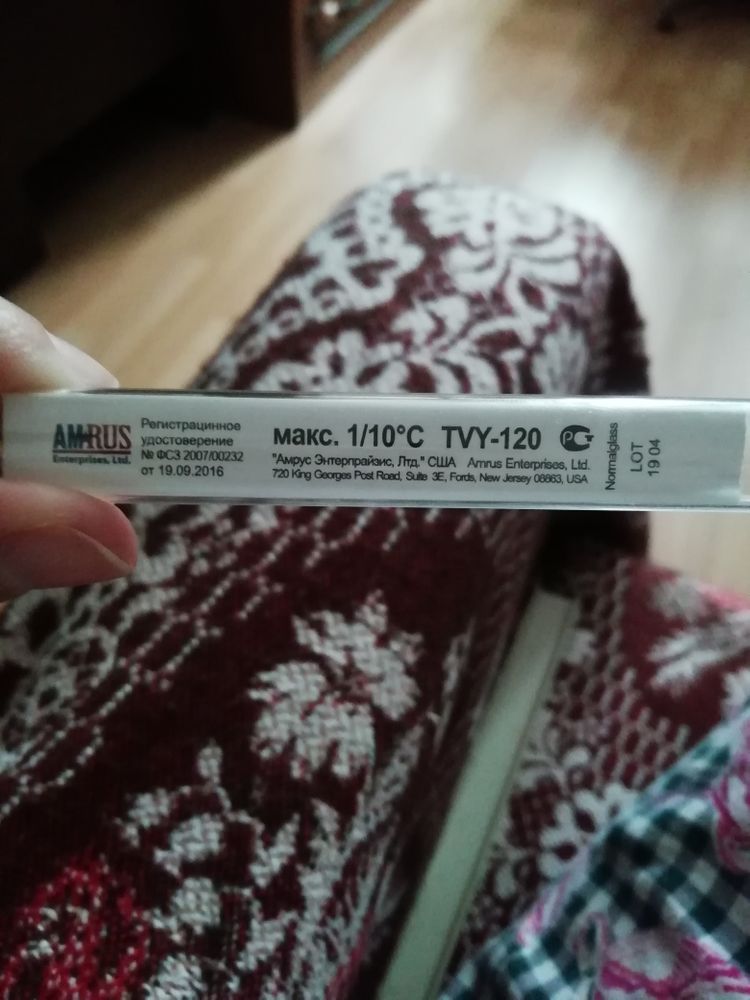 AMRUS
Enterprises, Ltd.
Регистрацинное
удостоверение
№ ФСЗ 2007/00232
от 19.09.2016
макс. 1/10°C TVY-120
"Амрус Энтерпрайзис, Лтд." США Amrus Enterprises, Ltd.
720 King Georges Post Road, Suite 3E, Fords, New Jersey 08863, USA
Normalglass
LOT
19 04